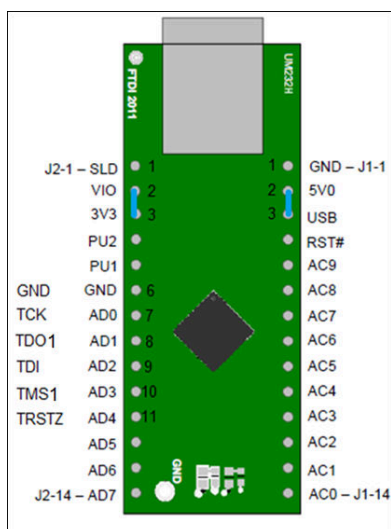 FTDI 2011
UM232H
J2-1 – SLD 1
1 GND – J1-1
VIO 2
2 5V0
3V3 3
3 USB
PU2
RST#
PU1
AC9
GND GND 6
AC8
TCK AD0 7
AC7
TDO1 AD1 8
AC6
TDI AD2 9
AC5
TMS1 AD3 10
AC4
TRSTZ AD4 11
AC3
AD5
AC2
AD6
AC1
GND
J2-14 – AD7
AC0 – J1-14